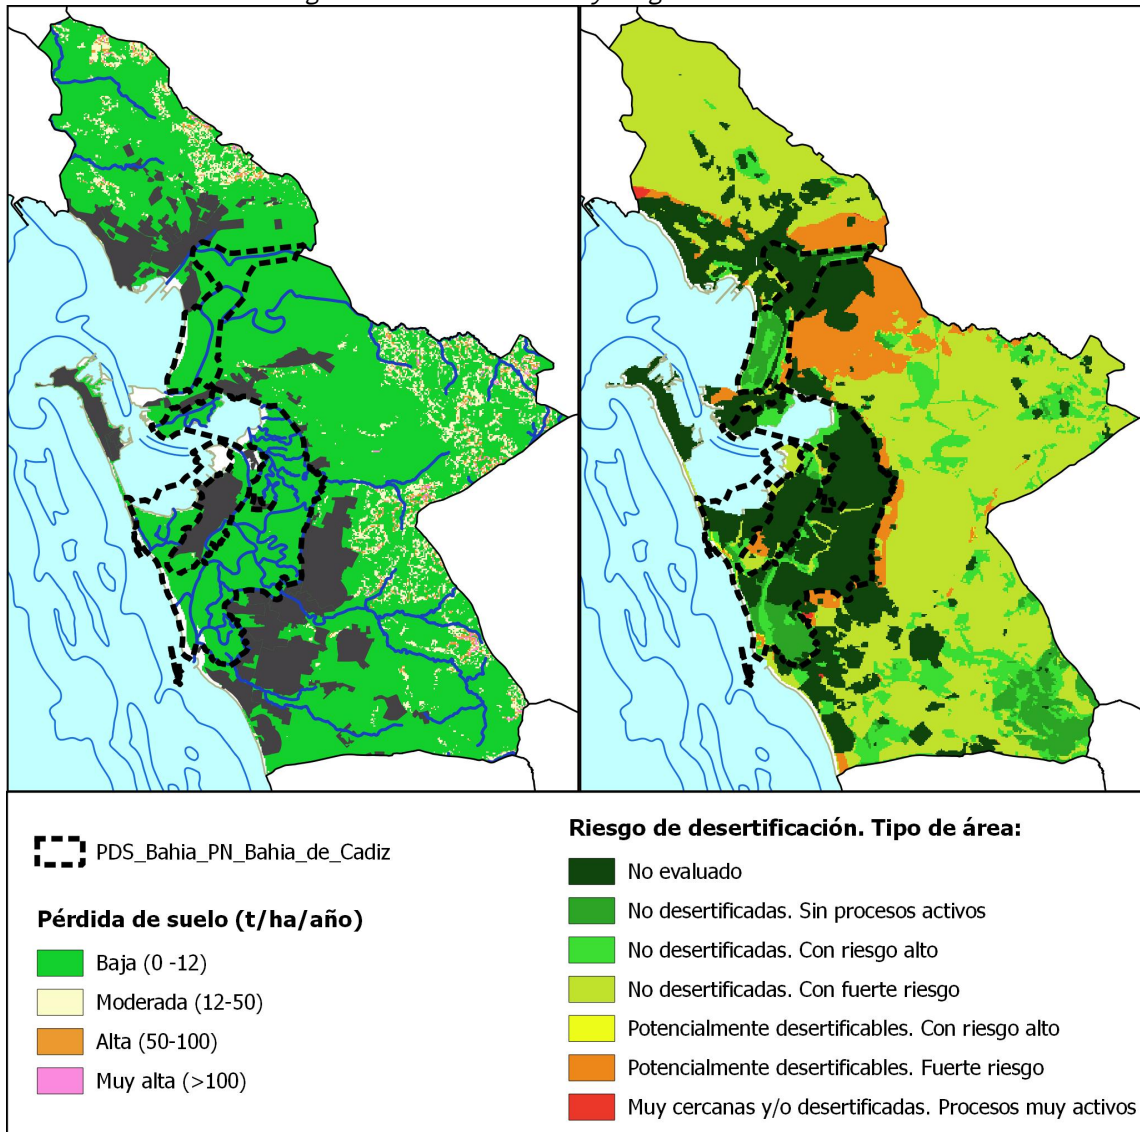 PDS_Bahia_PN_Bahia_de_Cadiz
Pérdida de suelo (t/ha/año)
Baja (0 -12)
Moderada (12-50)
Alta (50-100)
Muy alta (>100)
Riesgo de desertificación. Tipo de área:
No evaluado
No desertificadas. Sin procesos activos
No desertificadas. Con riesgo alto
No desertificadas. Con fuerte riesgo
Potencialmente desertificables. Con riesgo alto
Potencialmente desertificables. Fuerte riesgo
Muy cercanas y/o desertificadas. Procesos muy activos